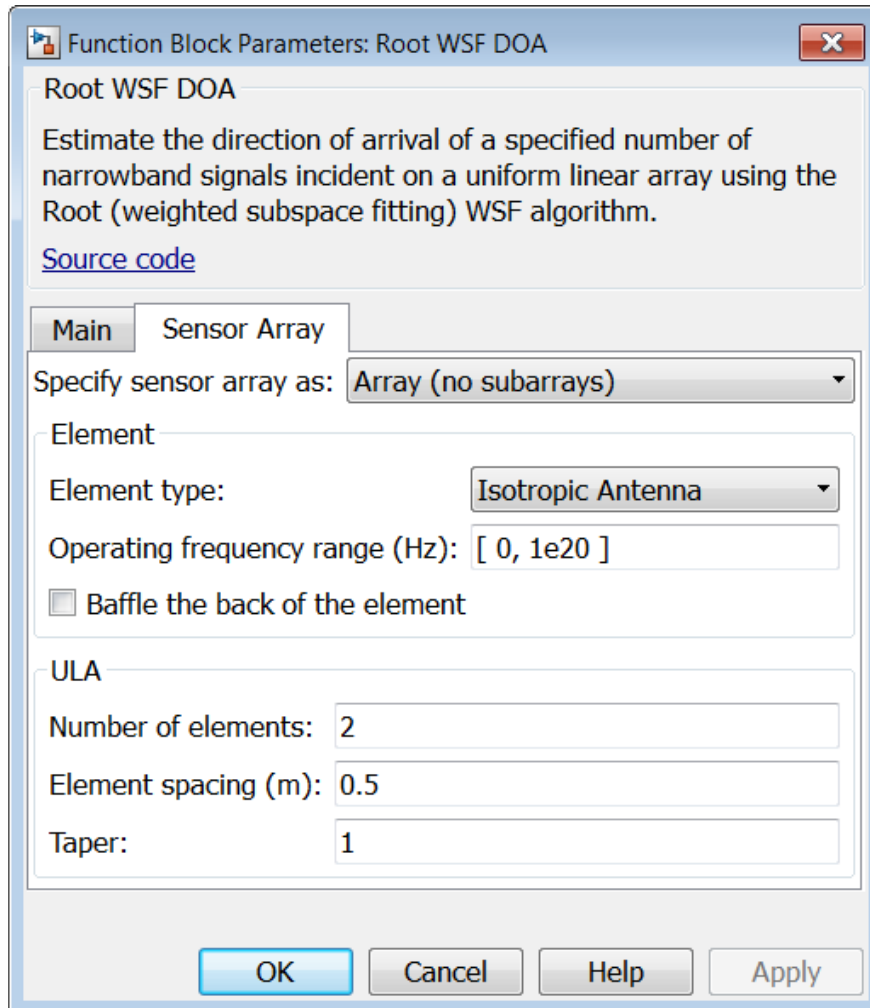 Function Block Parameters: Root WSF DOA
Root WSF DOA
Estimate the direction of arrival of a specified number of
narrowband signals incident on a uniform linear array using the
Root (weighted subspace fitting) WSF algorithm.
Source code
Main Sensor Array
Specify sensor array as: Array (no subarrays)
Element
Element type: Isotropic Antenna
Operating frequency range (Hz): [ 0, 1e20 ]
Baffle the back of the element
ULA
Number of elements: 2
Element spacing (m): 0.5
Taper: 1
OK Cancel Help Apply